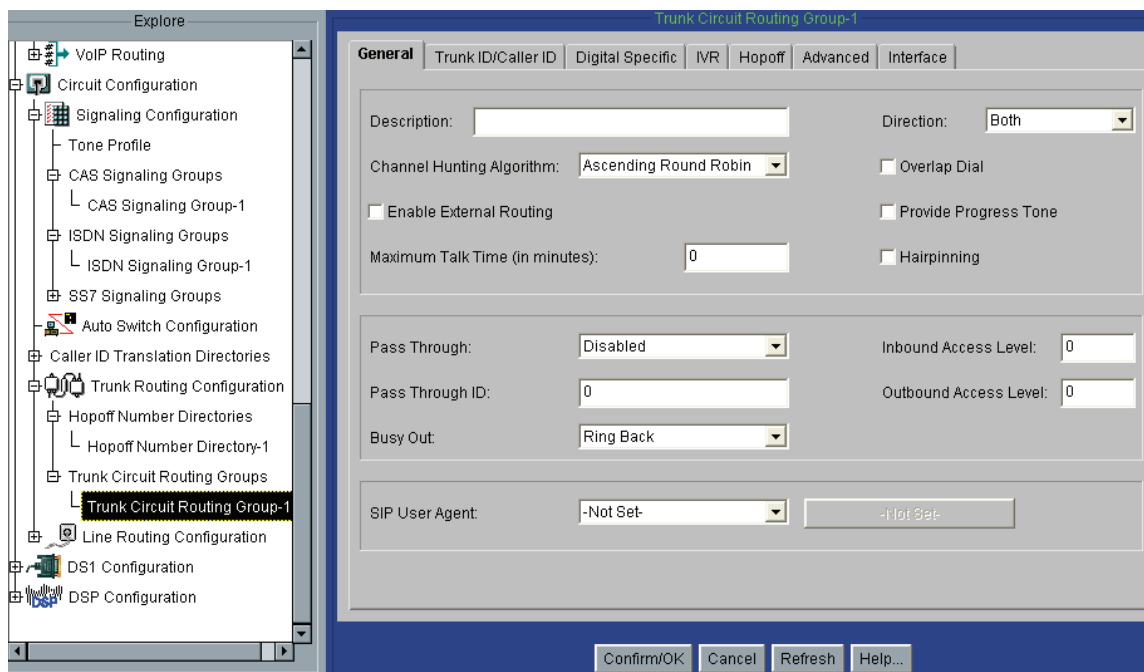 Explore
VoIP Routing
Circuit Configuration
Signaling Configuration
Tone Profile
CAS Signaling Groups
CAS Signaling Group-1
ISDN Signaling Groups
ISDN Signaling Group-1
SS7 Signaling Groups
Auto Switch Configuration
Caller ID Translation Directories
Trunk Routing Configuration
Hopoff Number Directories
Hopoff Number Directory-1
Trunk Circuit Routing Groups
Trunk Circuit Routing Group-1
Line Routing Configuration
DS1 Configuration
DSP DSP Configuration
Trunk Circuit Routing Group-1
General Trunk ID/Caller ID Digital Specific IVR Hopoff Advanced Interface
Description: Direction: Both
Channel Hunting Algorithm: Ascending Round Robin Overlap Dial
Enable External Routing Provide Progress Tone
Maximum Talk Time (in minutes): 0 Hairpinning
Pass Through: Disabled Inbound Access Level: 0
Pass Through ID: 0 Outbound Access Level: 0
Busy Out: Ring Back
SIP User Agent: -Not Set- -Not Set-
Confirm/OK Cancel Refresh Help...